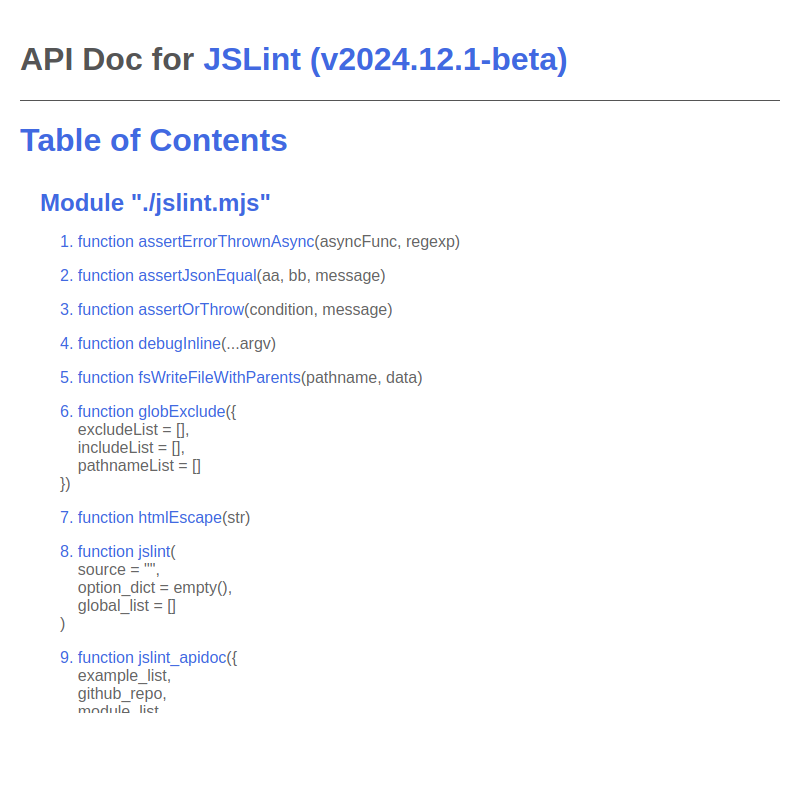 API Doc for JSLint (v2024.12.1-beta)
Table of Contents
Module "./jslint.mjs"
1. function assertErrorThrownAsync(asyncFunc, regexp)
2. function assertJsonEqual(aa, bb, message)
3. function assertOrThrow(condition, message)
4. function debugInline(...argv)
5. function fsWriteFileWithParents(pathname, data)
6. function globExclude({
excludeList = [],
includeList = [],
pathnameList = []
})
7. function htmlEscape(str)
8. function jslint(
source = "",
option_dict = empty(),
global_list = []
)
9. function jslint_apidoc({
example_list,
github_repo,
module_list